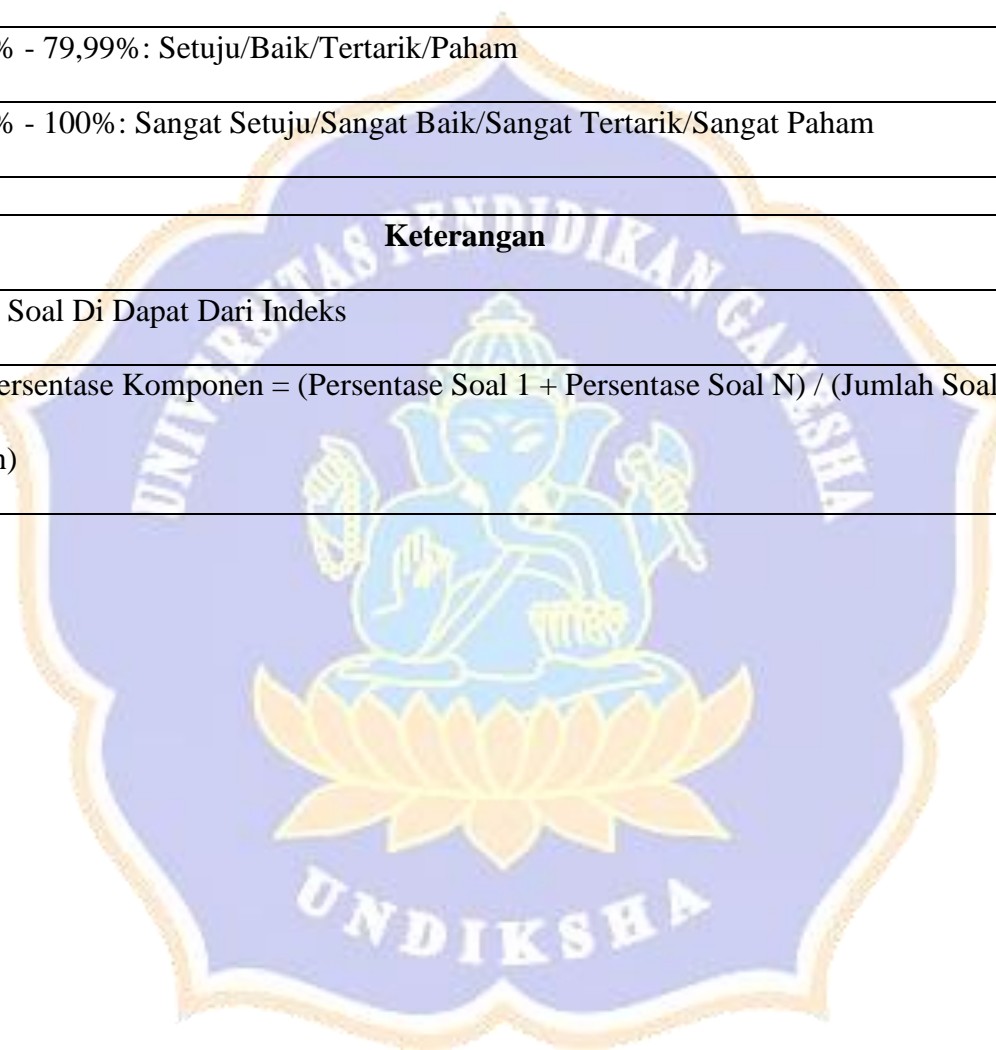 % - 79,99%: Setuju/Baik/Tertarik/Paham
% - 100%: Sangat Setuju/Sangat Baik/Sangat Tertarik/Sangat Paham
Keterangan
Soal Di Dapat Dari Indeks
ersentase Komponen = (Persentase Soal 1 + Persentase Soal N) / (Jumlah Soal
n)
UNIVERSITAS PENDIDIKAN GANESHA
UNDIKSHA